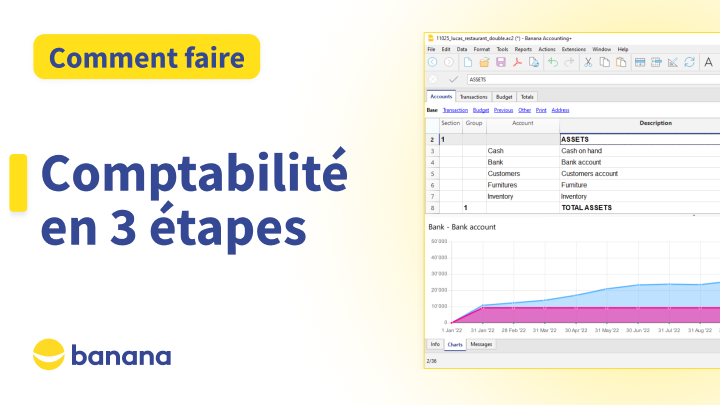 Comment faire
Comptabilité
en 3 étapes
banana
11025_lucas_restaurant_double.ac2 (*) - Banana Accounting+
File Edit Data Format Tools Reports Actions Extensions Window Help
ASSETS
Accounts Transactions Budget Totals
Base Transaction Budget Previous Other Print Address
Section Group Account Description
2 1 ASSETS
3 Cash Cash on hand
4 Bank Bank account
5 Customers Customers account
6 Furnitures Furniture
7 Inventory Inventory
8 1 TOTAL ASSETS
Bank - Bank account
50'000
40'000
30'000
20'000
10'000
0
1 Jan '22 31 Jan '22 28 Feb '22 31 Mar '22 30 Apr '22 31 May '22 30 Jun '22 31 Jul '22 31 Aug '22
Info Charts Messages
2/36